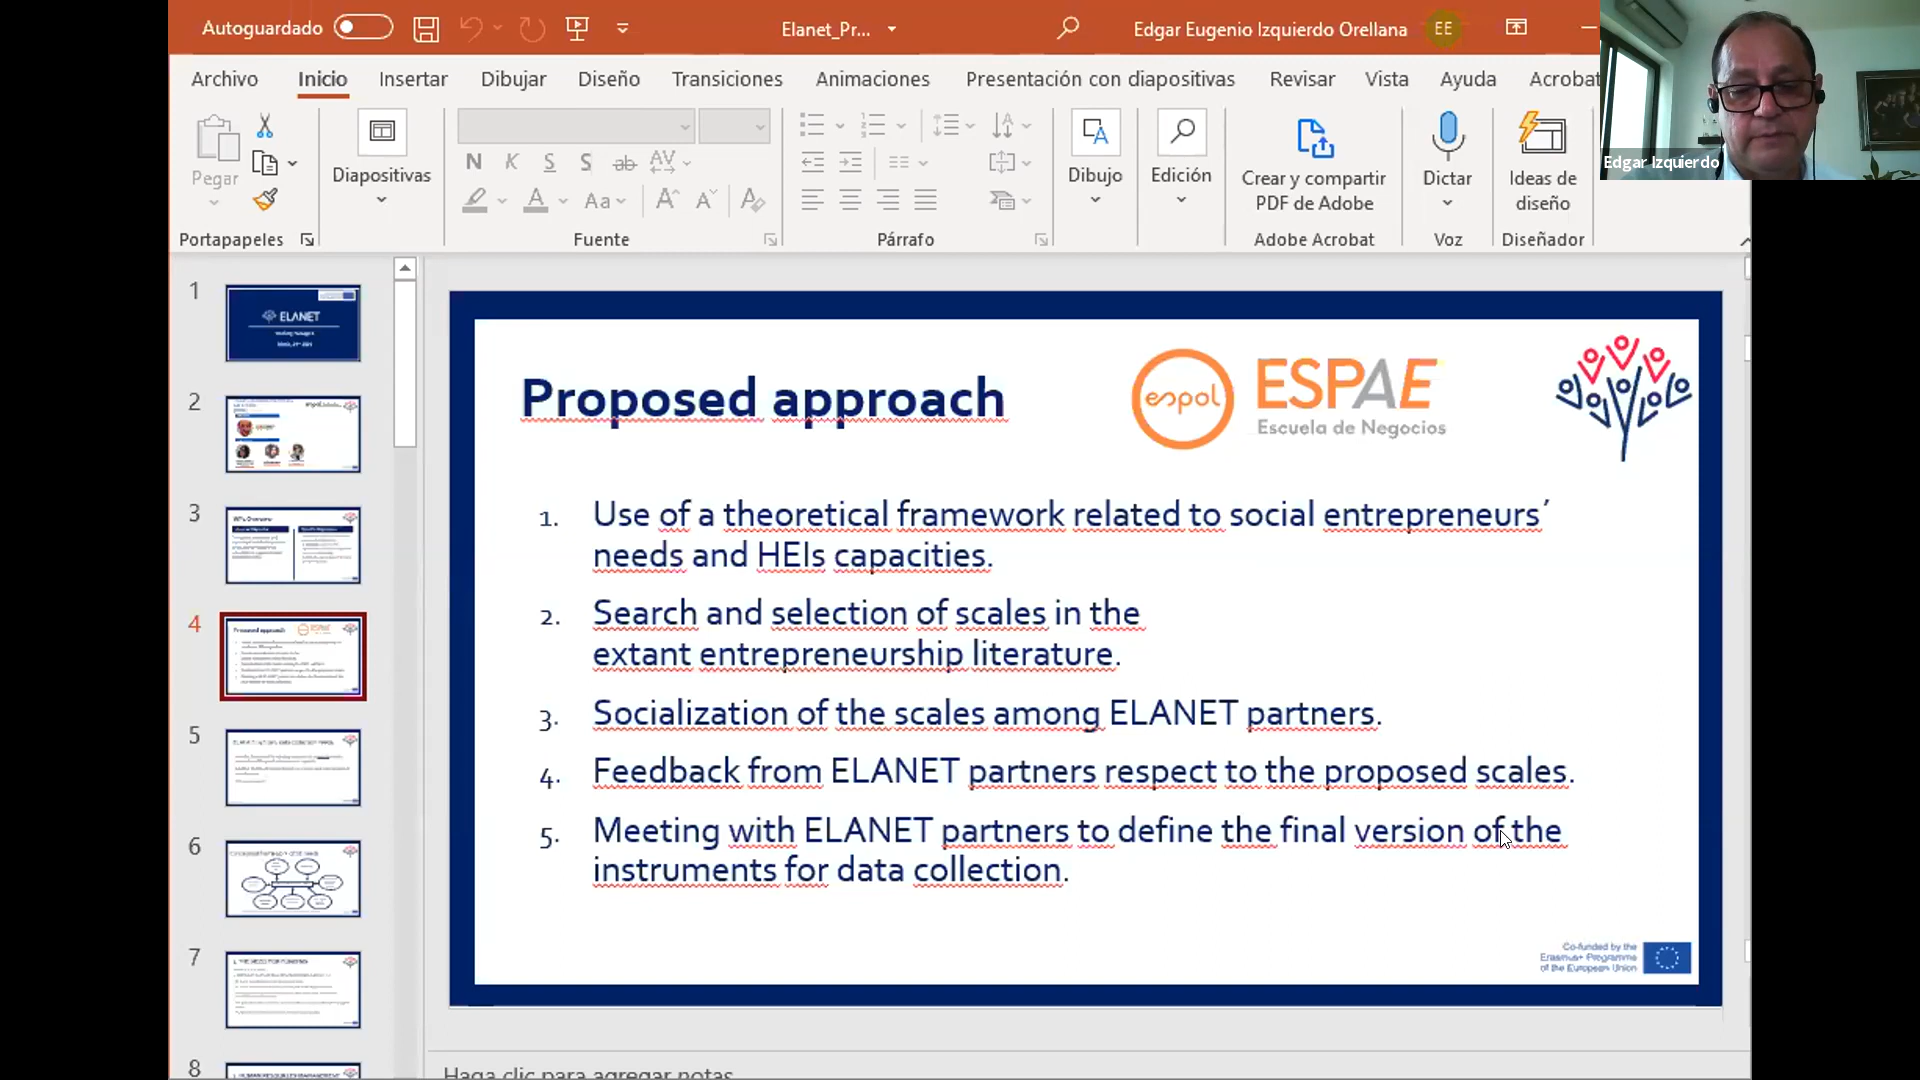 Autoguardado
Elanet_Pr...
Edgar Eugenio Izquierdo Orellana
EE
Archivo
Inicio
Insertar
Dibujar
Diseño
Transiciones
Animaciones
Presentación con diapositivas
Revisar
Vista
Ayuda
Acrobat
Edgar Izquierdo
Pegar
Diapositivas
N K S S ab AV
A Aa A A A
Dibujo
Edición
Crear y compartir
PDF de Adobe
Dictar
Ideas de
diseño
Portapapeles
Fuente
Párrafo
Adobe Acrobat
Voz
Diseñador
1
ELANET
2
3
4
Proposed approach
5
6
7
8
Proposed approach
espol
ESPAE
Escuela de Negocios
1. Use of a theoretical framework related to social entrepreneurs’
needs and HEIs capacities.
2. Search and selection of scales in the
extant entrepreneurship literature.
3. Socialization of the scales among ELANET partners.
4. Feedback from ELANET partners respect to the proposed scales.
5. Meeting with ELANET partners to define the final version of the
instruments for data collection.
Co-funded by the
Erasmus+ Programme
of the European Union
Haga clic para agregar notas